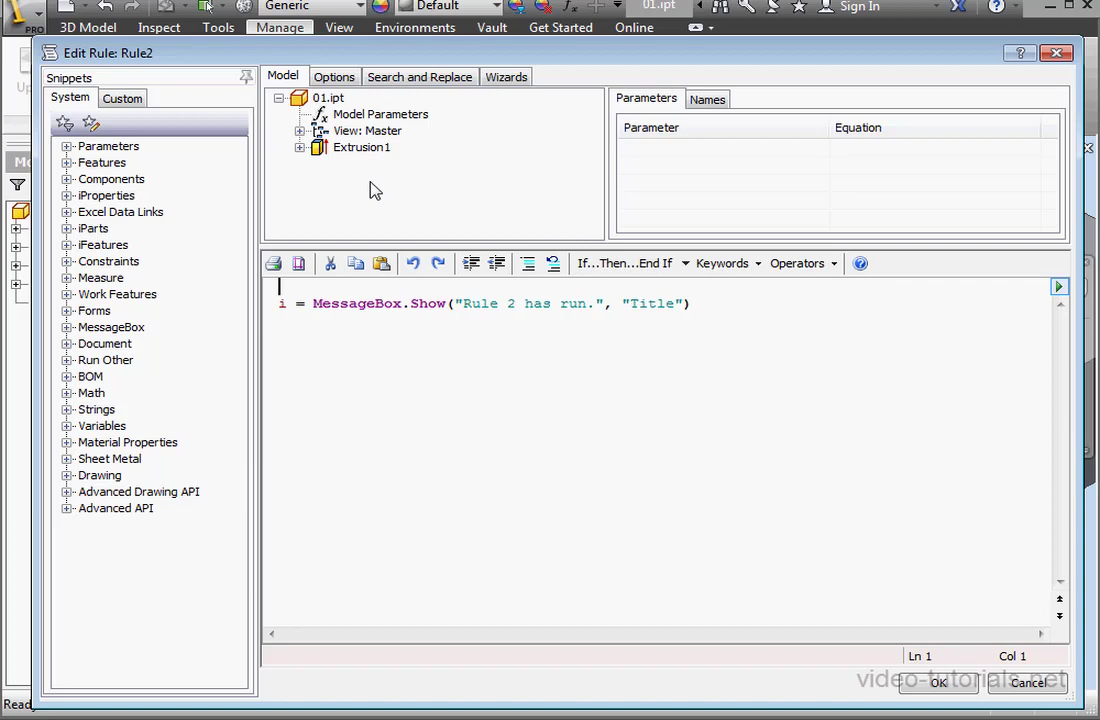 Generic
Default
01.ipt
Sign In
PRO
3D Model
Inspect
Tools
Manage
View
Environments
Vault
Get Started
Online
Edit Rule: Rule2
Snippets
System
Custom
Parameters
Features
Components
iProperties
Excel Data Links
iParts
iFeatures
Constraints
Measure
Work Features
Forms
MessageBox
Document
Run Other
BOM
Math
Strings
Variables
Material Properties
Sheet Metal
Drawing
Advanced Drawing API
Advanced API
Model
Options
Search and Replace
Wizards
01.ipt
Model Parameters
View: Master
Extrusion1
Parameters
Names
Parameter
Equation
If...Then...End If
Keywords
Operators
i = MessageBox.Show("Rule 2 has run.", "Title")
Ln 1
Col 1
OK
Cancel
video-tutorials.net